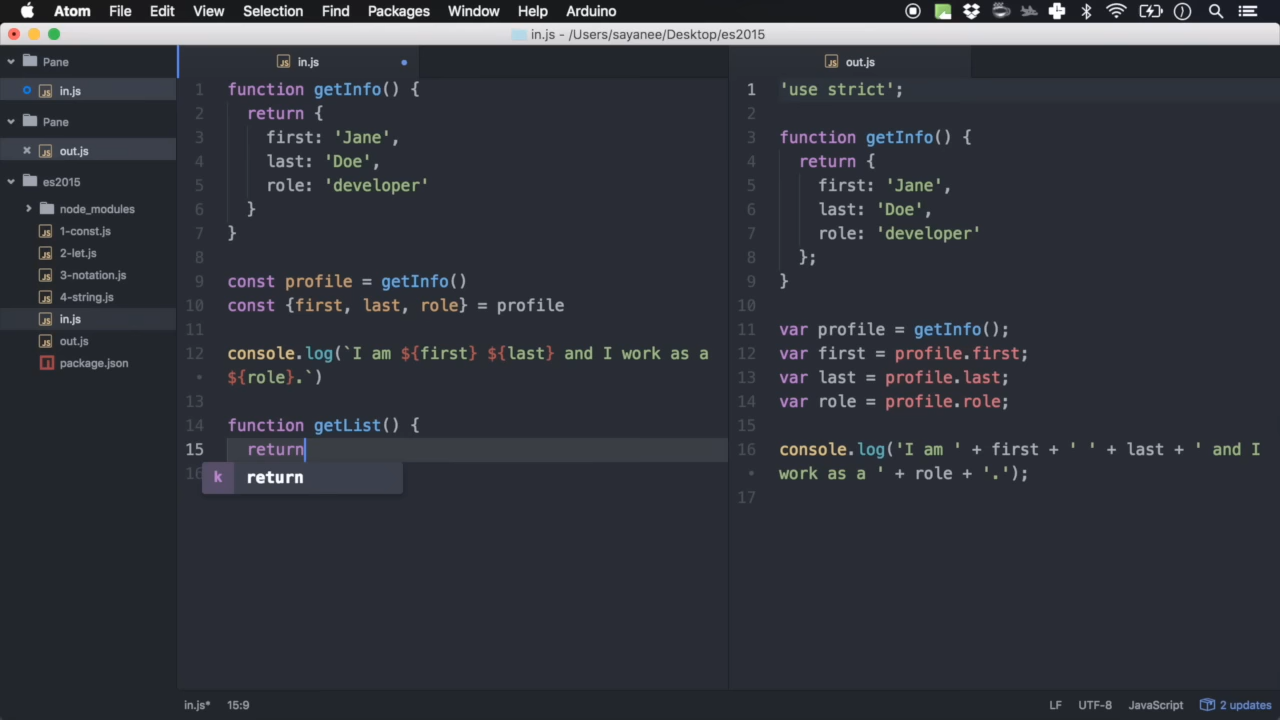 Atom File Edit View Selection Find Packages Window Help Arduino
in.js - /Users/sayanee/Desktop/es2015
Pane
in.js
Pane
out.js
es2015
node_modules
1-const.js
2-let.js
3-notation.js
4-string.js
in.js
out.js
package.json
in.js
1 function getInfo() {
2 return {
3 first: 'Jane',
4 last: 'Doe',
5 role: 'developer'
6 }
7 }
8
9 const profile = getInfo()
10 const {first, last, role} = profile
11
12 console.log(`I am ${first} ${last} and I work as a
• ${role}.`)
13
14 function getList() {
15 return
k return
out.js
1 'use strict';
2
3 function getInfo() {
4 return {
5 first: 'Jane',
6 last: 'Doe',
7 role: 'developer'
8 };
9 }
10
11 var profile = getInfo();
12 var first = profile.first;
13 var last = profile.last;
14 var role = profile.role;
15
16 console.log('I am ' + first + ' ' + last + ' and I
• work as a ' + role + '.');
17
in.js* 15:9 LF UTF-8 JavaScript 2 updates